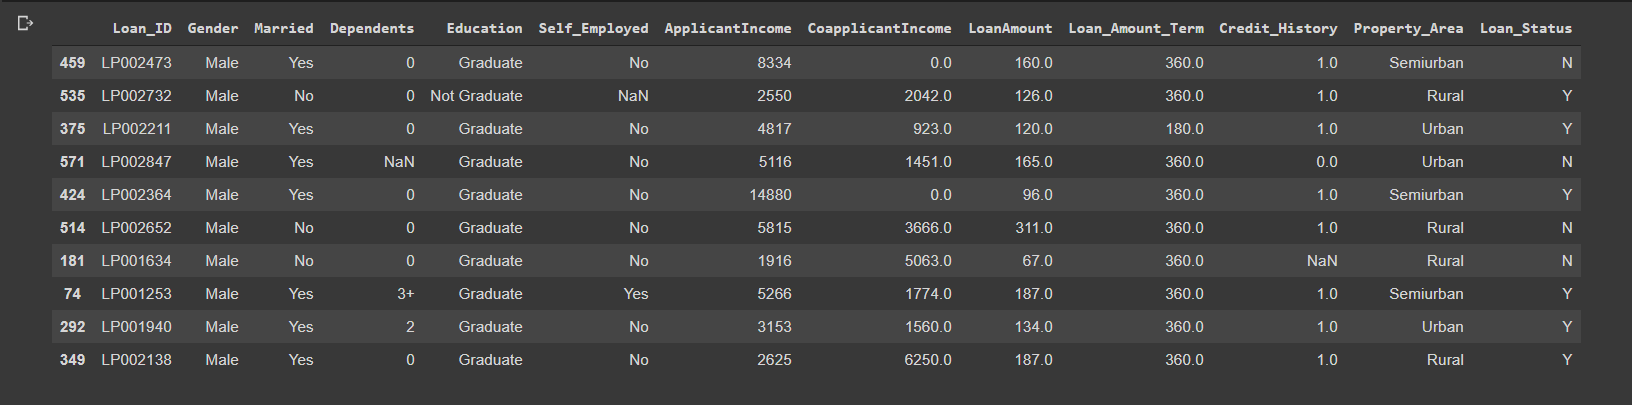 Loan_ID Gender Married Dependents Education Self_Employed ApplicantIncome CoapplicantIncome LoanAmount Loan_Amount_Term Credit_History Property_Area Loan_Status
459 LP002473 Male Yes 0 Graduate No 8334 0.0 160.0 360.0 1.0 Semiurban N
535 LP002732 Male No 0 Not Graduate NaN 2550 2042.0 126.0 360.0 1.0 Rural Y
375 LP002211 Male Yes 0 Graduate No 4817 923.0 120.0 180.0 1.0 Urban Y
571 LP002847 Male Yes NaN Graduate No 5116 1451.0 165.0 360.0 0.0 Urban N
424 LP002364 Male Yes 0 Graduate No 14880 0.0 96.0 360.0 1.0 Semiurban Y
514 LP002652 Male No 0 Graduate No 5815 3666.0 311.0 360.0 1.0 Rural N
181 LP001634 Male No 0 Graduate No 1916 5063.0 67.0 360.0 NaN Rural N
74 LP001253 Male Yes 3+ Graduate Yes 5266 1774.0 187.0 360.0 1.0 Semiurban Y
292 LP001940 Male Yes 2 Graduate No 3153 1560.0 134.0 360.0 1.0 Urban Y
349 LP002138 Male Yes 0 Graduate No 2625 6250.0 187.0 360.0 1.0 Rural Y